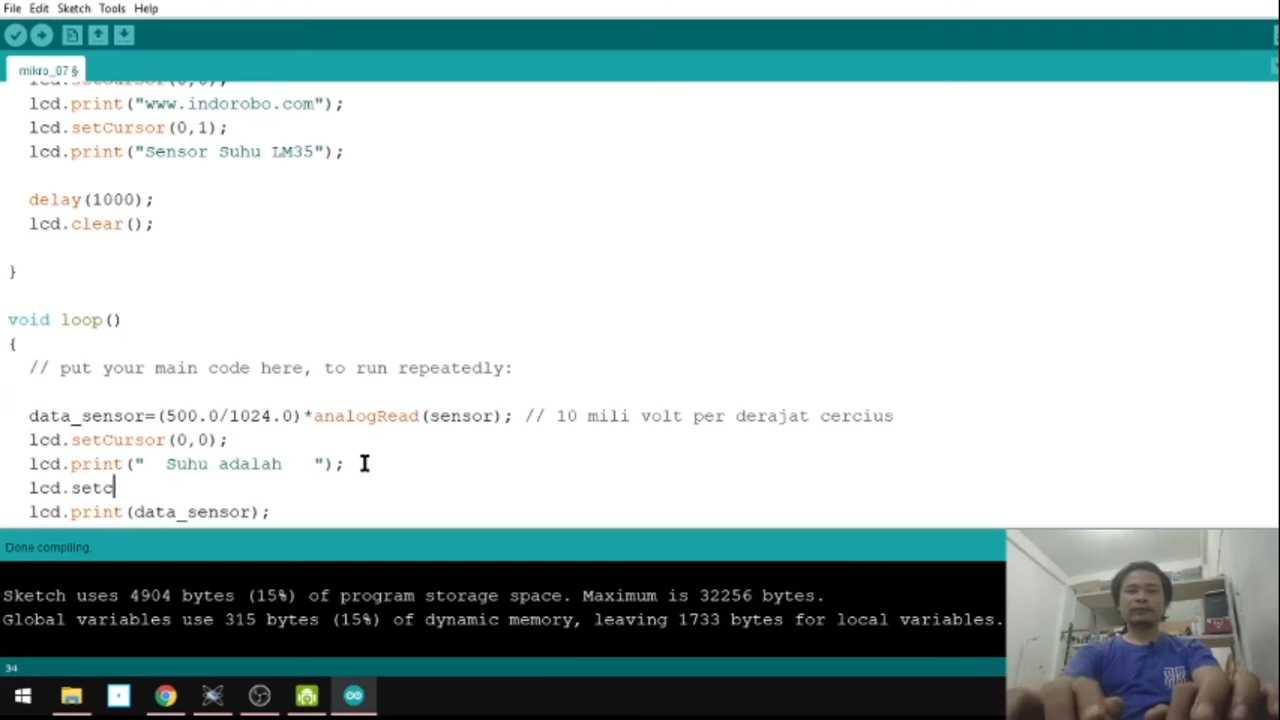 File Edit Sketch Tools Help
mikro_07 §
lcd.setCursor(0,0);
lcd.print("www.indorobo.com");
lcd.setCursor(0,1);
lcd.print("Sensor Suhu LM35");
delay(1000);
lcd.clear();
}
void loop()
{
// put your main code here, to run repeatedly:
data_sensor=(500.0/1024.0)*analogRead(sensor); // 10 mili volt per derajat cercius
lcd.setCursor(0,0);
lcd.print("  Suhu adalah   ");
lcd.setc
lcd.print(data_sensor);
Done compiling.
Sketch uses 4904 bytes (15%) of program storage space. Maximum is 32256 bytes.
Global variables use 315 bytes (15%) of dynamic memory, leaving 1733 bytes for local variables.
34